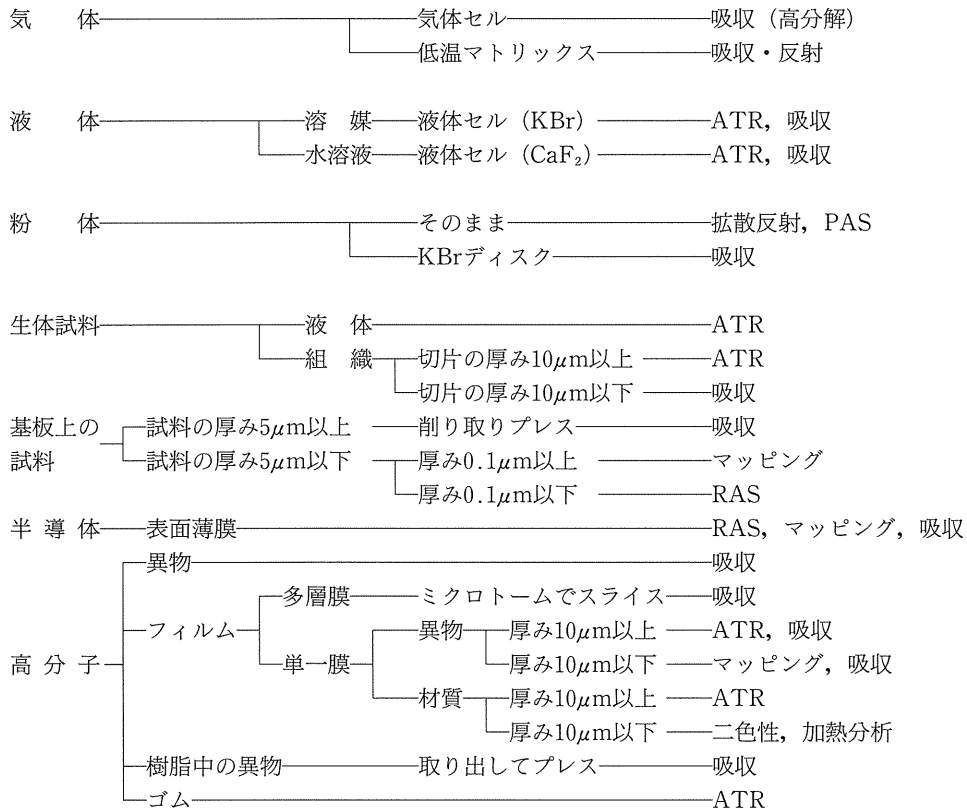 気体 気体セル 吸収（高分解）
低温マトリックス 吸収・反射
液体 溶媒 液体セル（KBr） ATR，吸収
水溶液 液体セル（CaF₂） ATR，吸収
粉体 そのまま 拡散反射，PAS
KBrディスク 吸収
生体試料 液体 ATR
組織 切片の厚み10μm以上 ATR
切片の厚み10μm以下 吸収
基板上の試料 試料の厚み5μm以上 削り取りプレス 吸収
試料の厚み5μm以下 厚み0.1μm以上 マッピング
厚み0.1μm以下 RAS
半導体 表面薄膜 RAS，マッピング，吸収
異物 吸収
多層膜 ミクロトームでスライス 吸収
フィルム 異物 厚み10μm以上 ATR，吸収
高分子 単一膜 厚み10μm以下 マッピング，吸収
材質 厚み10μm以上 ATR
厚み10μm以下 二色性，加熱分析
樹脂中の異物 取り出してプレス 吸収
ゴム ATR